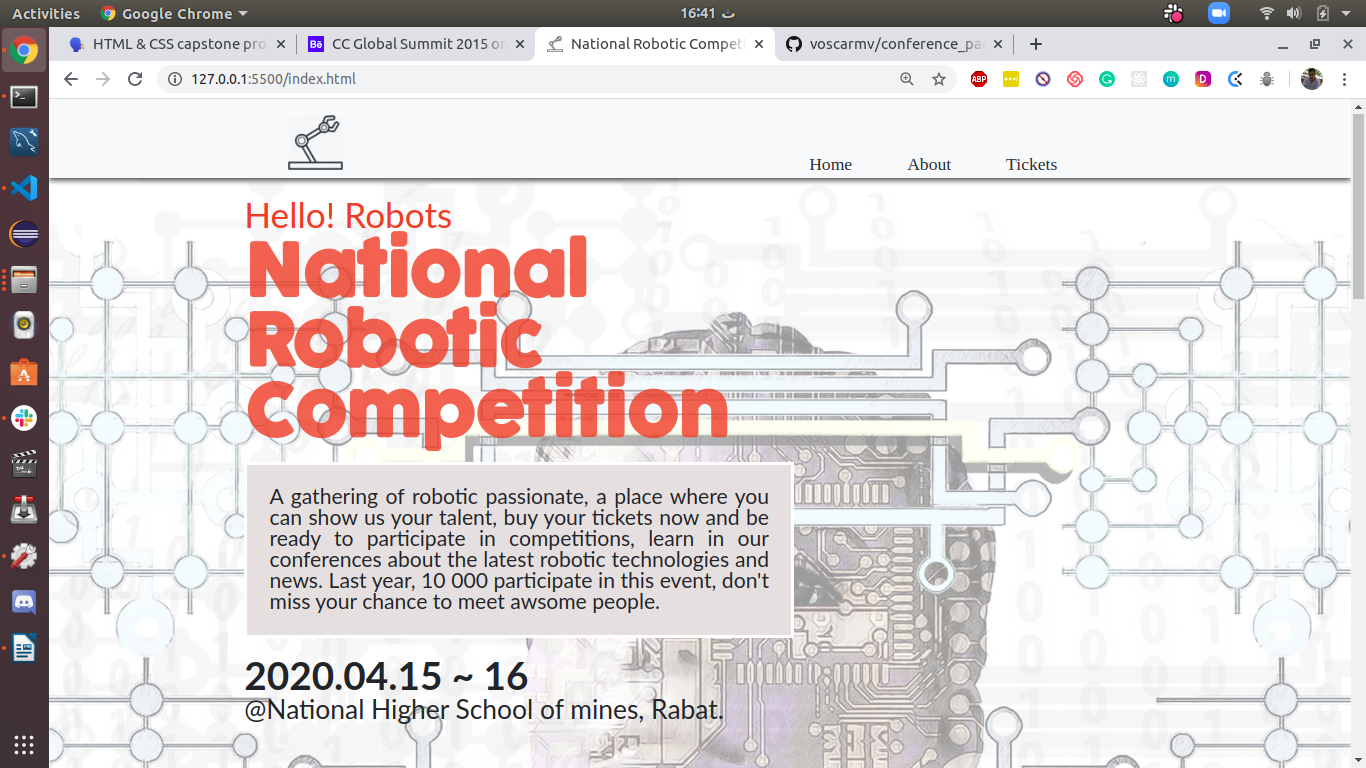 Activities
Google Chrome
16:41 ث
HTML & CSS capstone pro
CC Global Summit 2015 on
National Robotic Competi
voscarmv/conference_pa
127.0.0.1:5500/index.html
ABP
Home
About
Tickets
Hello! Robots
National
Robotic
Competition
A gathering of robotic passionate, a place where you
can show us your talent, buy your tickets now and be
ready to participate in competitions, learn in our
conferences about the latest robotic technologies and
news. Last year, 10 000 participate in this event, don't
miss your chance to meet awsome people.
2020.04.15 ~ 16
@National Higher School of mines, Rabat.